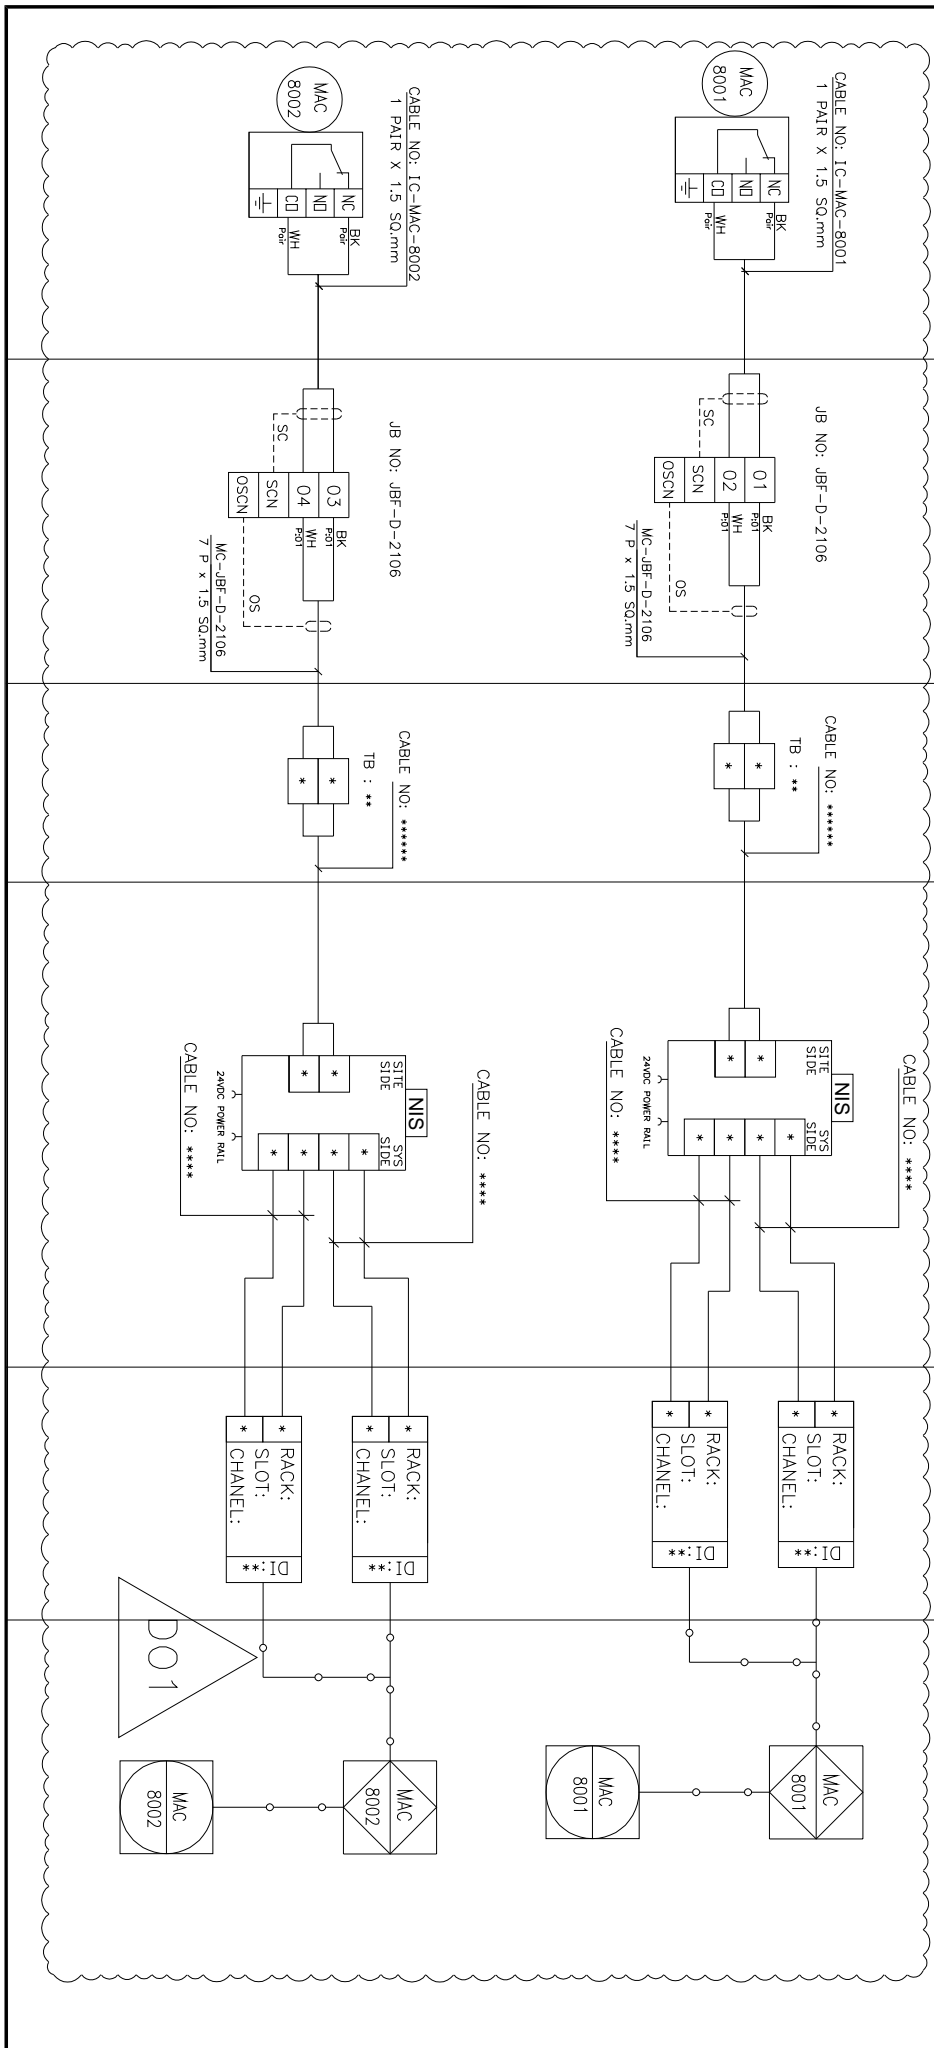 MAC
8001
CABLE NO: IC-MAC-8001
1 PAIR X 1.5 SQ.mm
NC
NO
CO
BK
Pair
WH
Pair
JB NO: JBF-D-2106
SC
01
02
SCN
OSCN
BK
P:01
WH
P:01
OS
MC-JBF-D-2106
7 P x 1.5 SQ.mm
CABLE NO: ******
TB : **
*
*
CABLE NO: ****
NIS
SITE
SIDE
SYS
SIDE
*
*
*
*
*
*
24VDC POWER RAIL
CABLE NO: ****
*
*
RACK:
SLOT:
CHANEL:
DI:**
*
*
RACK:
SLOT:
CHANEL:
DI:**
MAC
8001
MAC
8001
MAC
8002
CABLE NO: IC-MAC-8002
1 PAIR X 1.5 SQ.mm
NC
NO
CO
BK
Pair
WH
Pair
JB NO: JBF-D-2106
SC
03
04
SCN
OSCN
BK
P:01
WH
P:01
OS
MC-JBF-D-2106
7 P x 1.5 SQ.mm
CABLE NO: ******
TB : **
*
*
CABLE NO: ****
NIS
SITE
SIDE
SYS
SIDE
*
*
*
*
*
*
24VDC POWER RAIL
CABLE NO: ****
*
*
RACK:
SLOT:
CHANEL:
DI:**
*
*
RACK:
SLOT:
CHANEL:
DI:**
MAC
8002
MAC
8002
D01